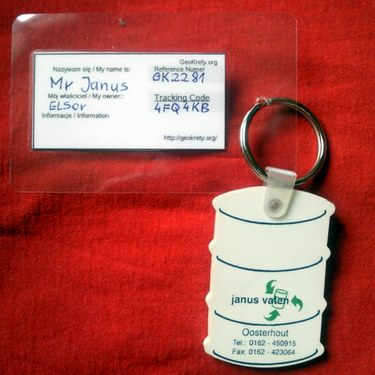 GeoKrety.org
Nazywam się / My name is:
Reference Numer
Mr Janus
GK2281
Mój właściciel / My owner:
Tracking Code
ELSOr
4FQ4KB
Informacje / Information
http://geokrety.org/
janus vaten
Oosterhout
Tel.: 0162 - 450915
Fax: 0162 - 423064